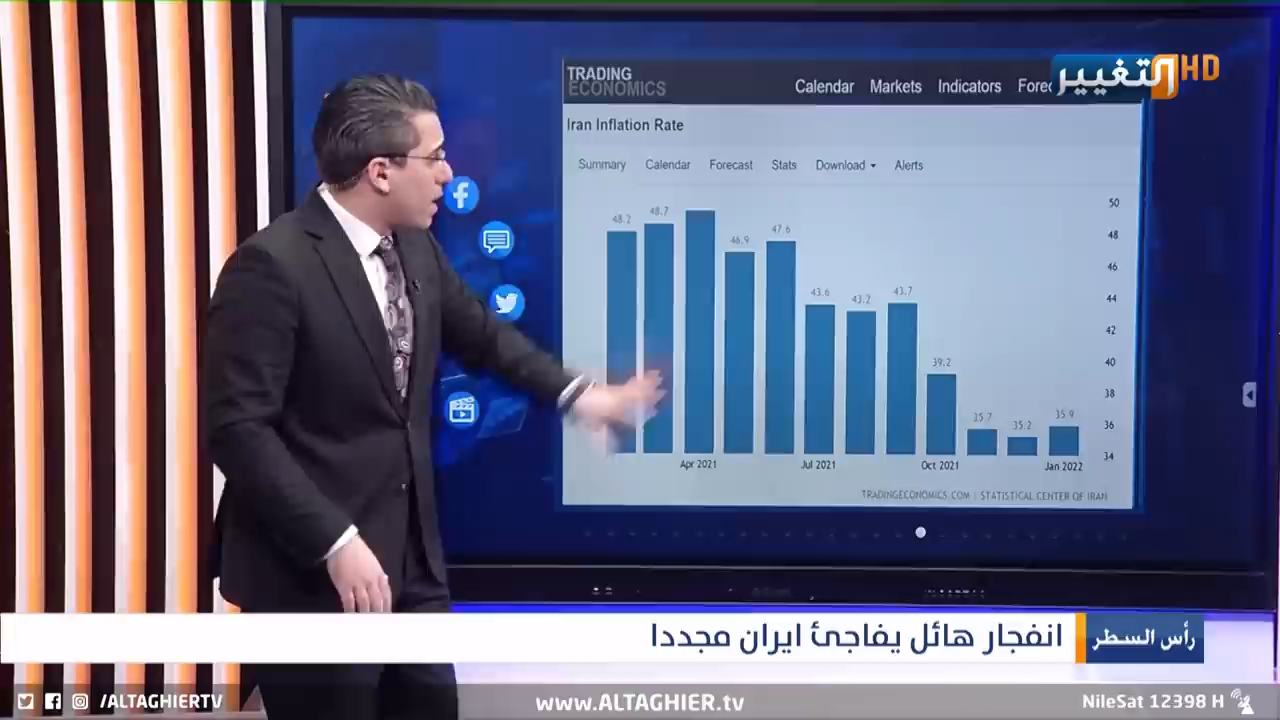 TRADING
ECONOMICS
Calendar Markets Indicators Forec
التغيير HD
Iran Inflation Rate
Summary Calendar Forecast Stats Download Alerts
48.2 48.7 46.9 47.6 43.6 43.2 43.7 39.2 35.7 35.2 35.9
50
48
46
44
42
40
38
36
34
Apr 2021 Jul 2021 Oct 2021 Jan 2022
TRADINGECONOMICS.COM | STATISTICAL CENTER OF IRAN
رأس السطر
انفجار هائل يفاجئ ايران مجددا
/ALTAGHIERTV
www.ALTAGHIER.tv
NileSat 12398 H